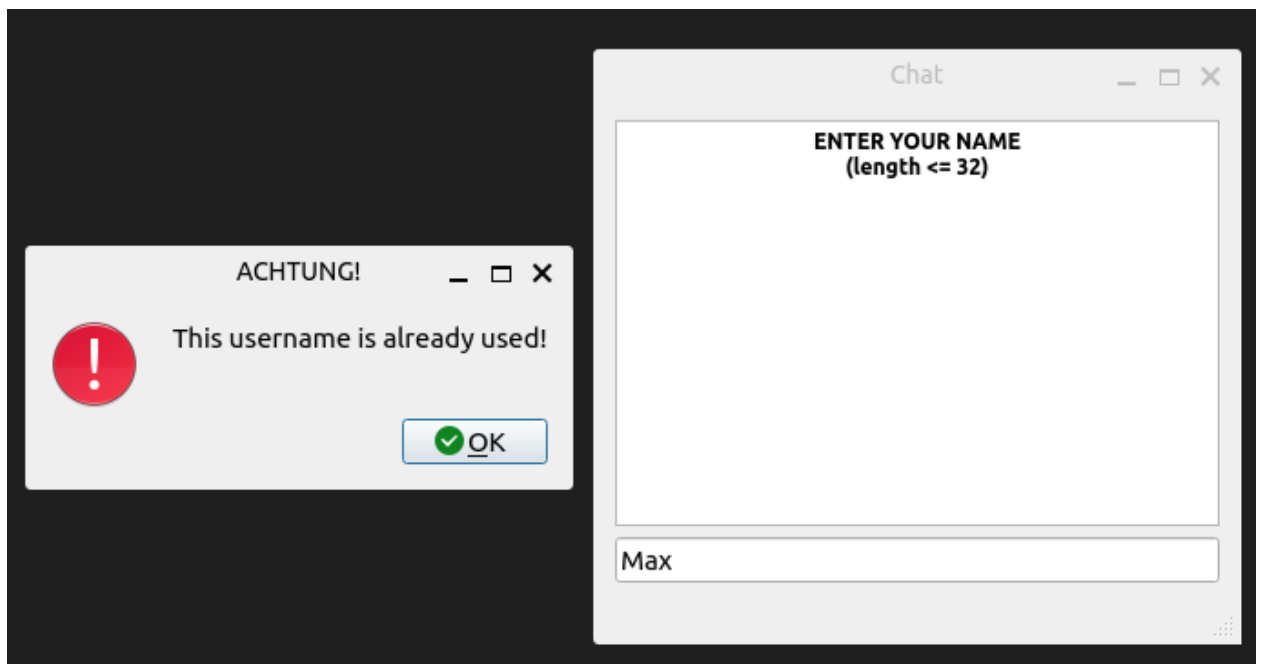 ACHTUNG!
This username is already used!
OK
Chat
ENTER YOUR NAME
(length <= 32)
Max